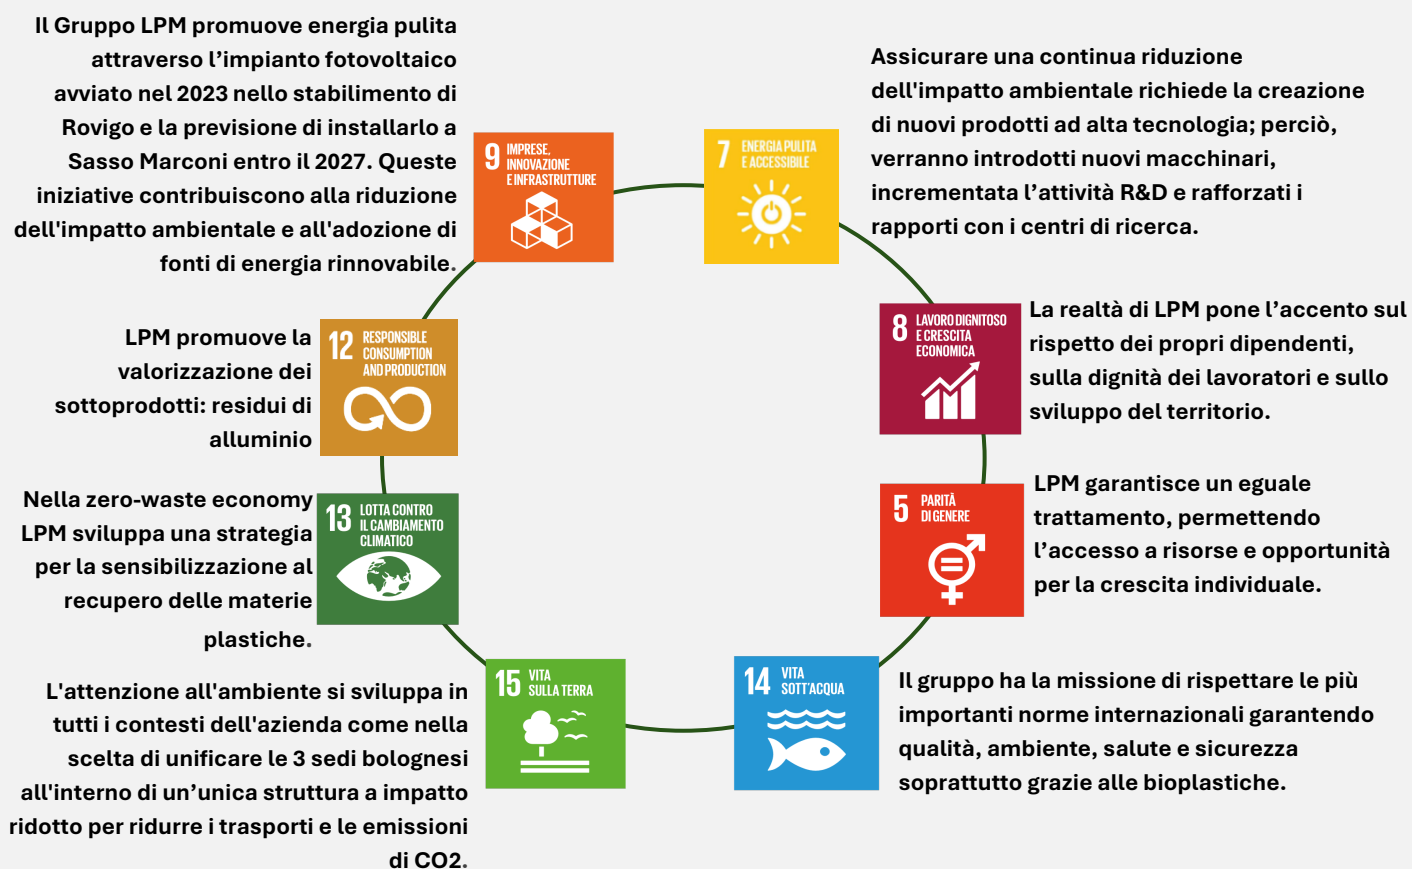 Il Gruppo LPM promuove energia pulita
attraverso l’impianto fotovoltaico
avviato nel 2023 nello stabilimento di
Rovigo e la previsione di installarlo a
Sasso Marconi entro il 2027. Queste
iniziative contribuiscono alla riduzione
dell'impatto ambientale e all'adozione di
fonti di energia rinnovabile.
9 IMPRESE,
INNOVAZIONE
E INFRASTRUTTURE
7 ENERGIA PULITA
E ACCESSIBILE
Assicurare una continua riduzione
dell'impatto ambientale richiede la creazione
di nuovi prodotti ad alta tecnologia; perciò,
verranno introdotti nuovi macchinari,
incrementata l’attività R&D e rafforzati i
rapporti con i centri di ricerca.
LPM promuove la
valorizzazione dei
sottoprodotti: residui di
alluminio
12 RESPONSIBLE
CONSUMPTION
AND PRODUCTION
8 LAVORO DIGNITOSO
E CRESCITA
ECONOMICA
La realtà di LPM pone l’accento sul
rispetto dei propri dipendenti,
sulla dignità dei lavoratori e sullo
sviluppo del territorio.
Nella zero-waste economy
LPM sviluppa una strategia
per la sensibilizzazione al
recupero delle materie
plastiche.
13 LOTTA CONTRO
IL CAMBIAMENTO
CLIMATICO
5 PARITÀ
DI GENERE
LPM garantisce un eguale
trattamento, permettendo
l’accesso a risorse e opportunità
per la crescita individuale.
L'attenzione all'ambiente si sviluppa in
tutti i contesti dell'azienda come nella
scelta di unificare le 3 sedi bolognesi
all'interno di un’unica struttura a impatto
ridotto per ridurre i trasporti e le emissioni
di CO2.
15 VITA
SULLA TERRA
14 VITA
SOTT'ACQUA
Il gruppo ha la missione di rispettare le più
importanti norme internazionali garantendo
qualità, ambiente, salute e sicurezza
soprattutto grazie alle bioplastiche.